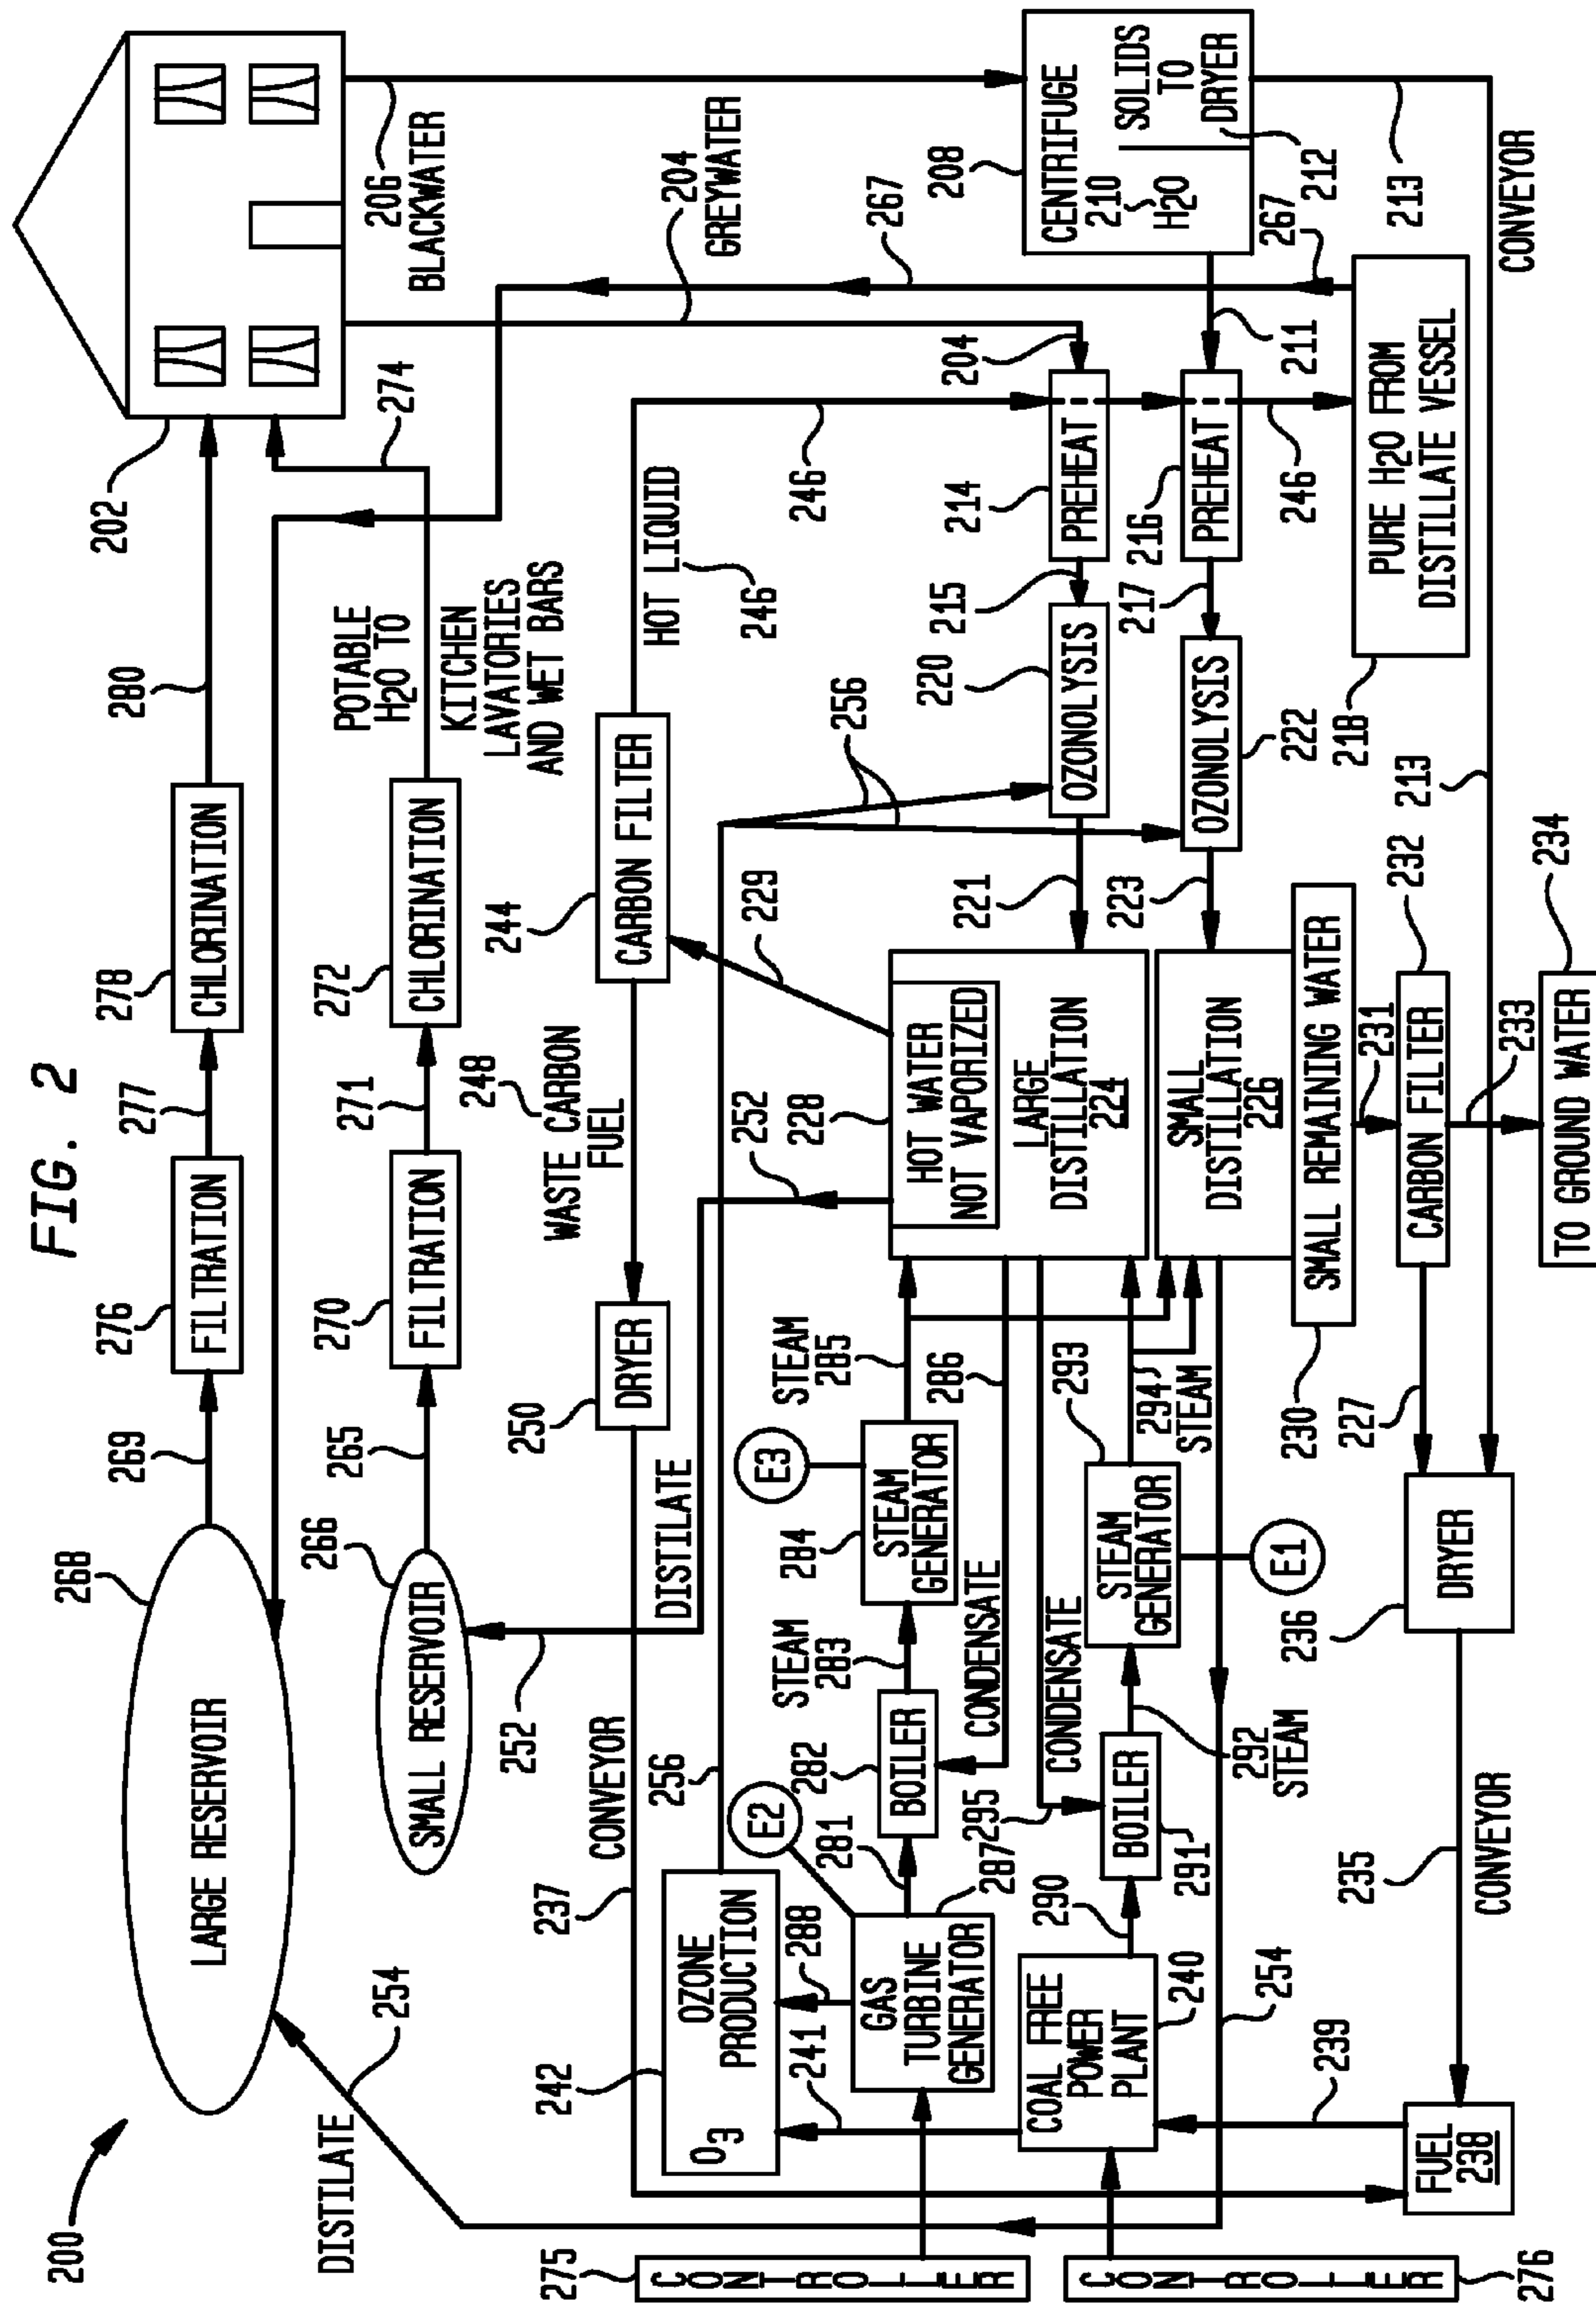 FIG. 2
200
LARGE RESERVOIR
268
269
FILTRATION
276
277
CHLORINATION
278
280
202
SMALL RESERVOIR
266
265
FILTRATION
270
271
CHLORINATION
272
POTABLE
H2O TO
KITCHEN
LAVATORIES
AND WET BARS
274
206
BLACKWATER
204
GREYWATER
DISTILATE
254
252
CONVEYOR
237
DRYER
250
WASTE CARBON
FUEL
248
CARBON FILTER
244
HOT LIQUID
246
246
267
208
CENTRIFUGE
210
H2O
SOLIDS
TO
DRYER
212
213
CONVEYOR
267
211
204
OZONE
PRODUCTION
O3
242
256
DISTILATE
252
229
256
E2
E3
288
241
GAS
TURBINE
GENERATOR
287
281
BOILER
282
STEAM
283
STEAM
GENERATOR
284
STEAM
285
286
CONDENSATE
HOT WATER
NOT VAPORIZED
228
LARGE
DISTILLATION
224
221
OZONOLYSIS
220
215
PREHEAT
214
COAL FREE
POWER
PLANT
240
290
BOILER
291
295
CONDENSATE
292
STEAM
STEAM
GENERATOR
293
E1
294
STEAM
SMALL
DISTILLATION
226
223
OZONOLYSIS
222
217
PREHEAT
216
246
PURE H2O FROM
DISTILLATE VESSEL
218
SMALL REMAINING WATER
230
231
CARBON FILTER
232
233
TO GROUND WATER
234
227
213
DRYER
236
235
CONVEYOR
FUEL
238
239
254
CONTROLLER
275
CONTROLLER
276